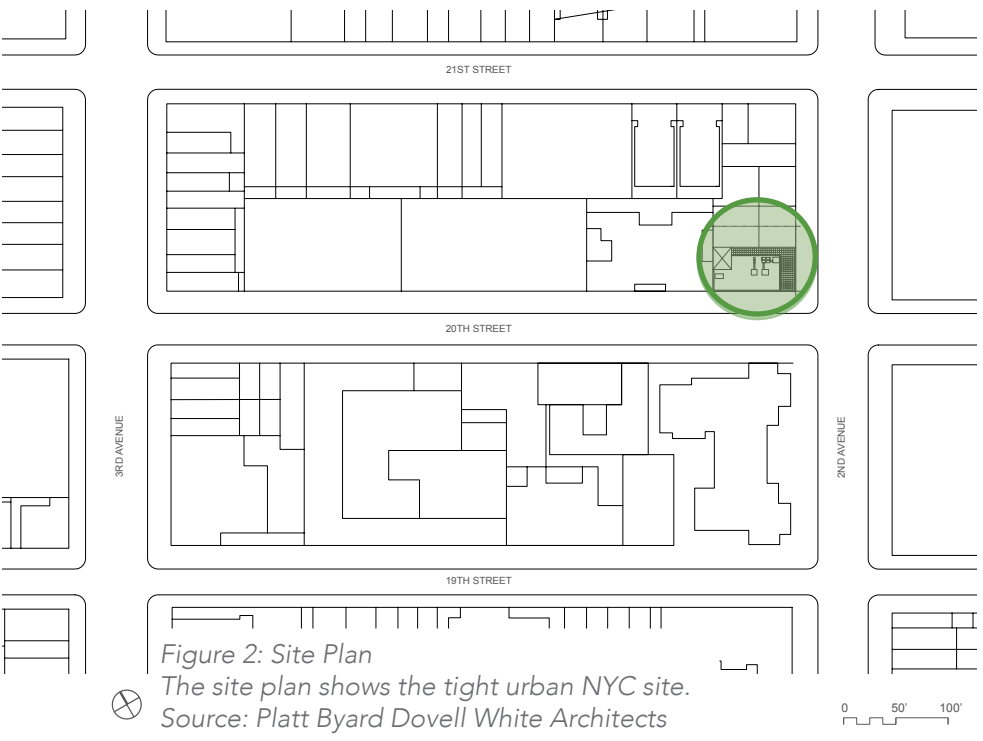 21ST STREET
20TH STREET
3RD AVENUE
2ND AVENUE
19TH STREET
Figure 2: Site Plan
The site plan shows the tight urban NYC site.
Source: Platt Byard Dovell White Architects
0 50' 100'